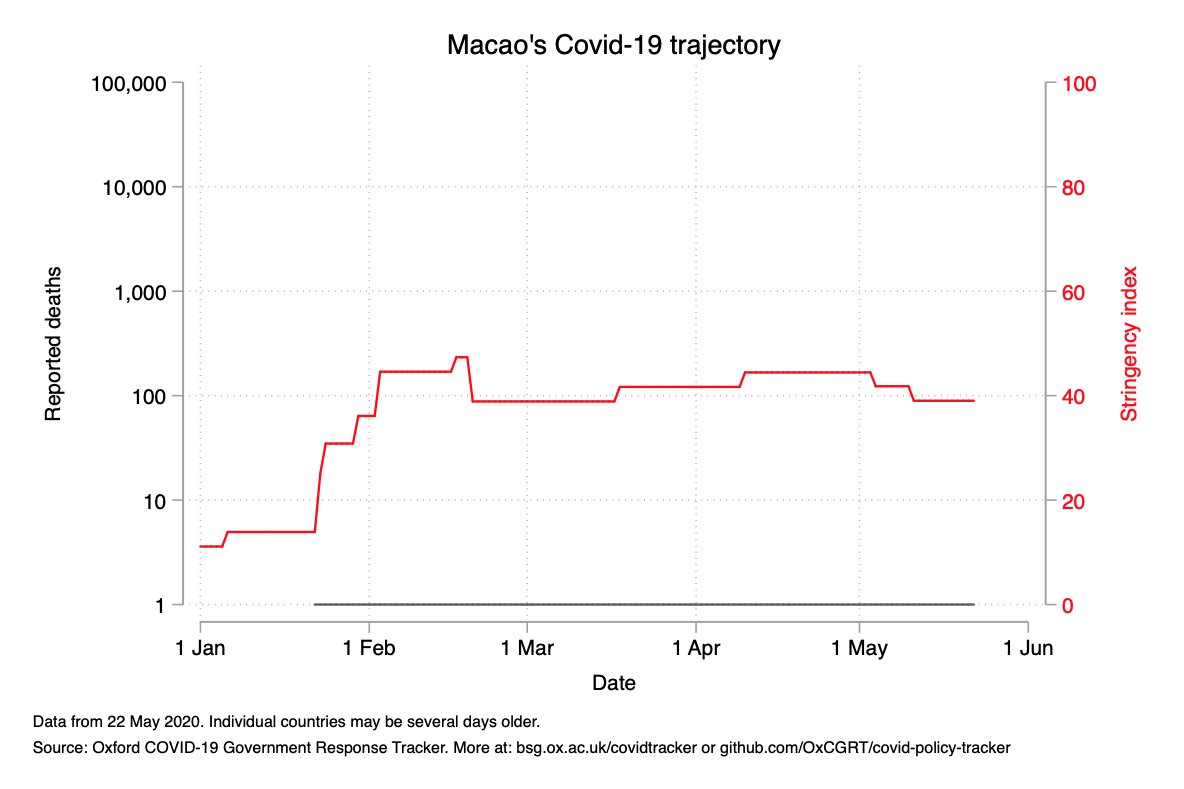 Macao's Covid-19 trajectory
100,000
10,000
1,000
100
10
1
Reported deaths
100
80
60
40
20
0
Stringency index
1 Jan
1 Feb
1 Mar
1 Apr
1 May
1 Jun
Date
Data from 22 May 2020. Individual countries may be several days older.
Source: Oxford COVID-19 Government Response Tracker. More at: bsg.ox.ac.uk/covidtracker or github.com/OxCGRT/covid-policy-tracker